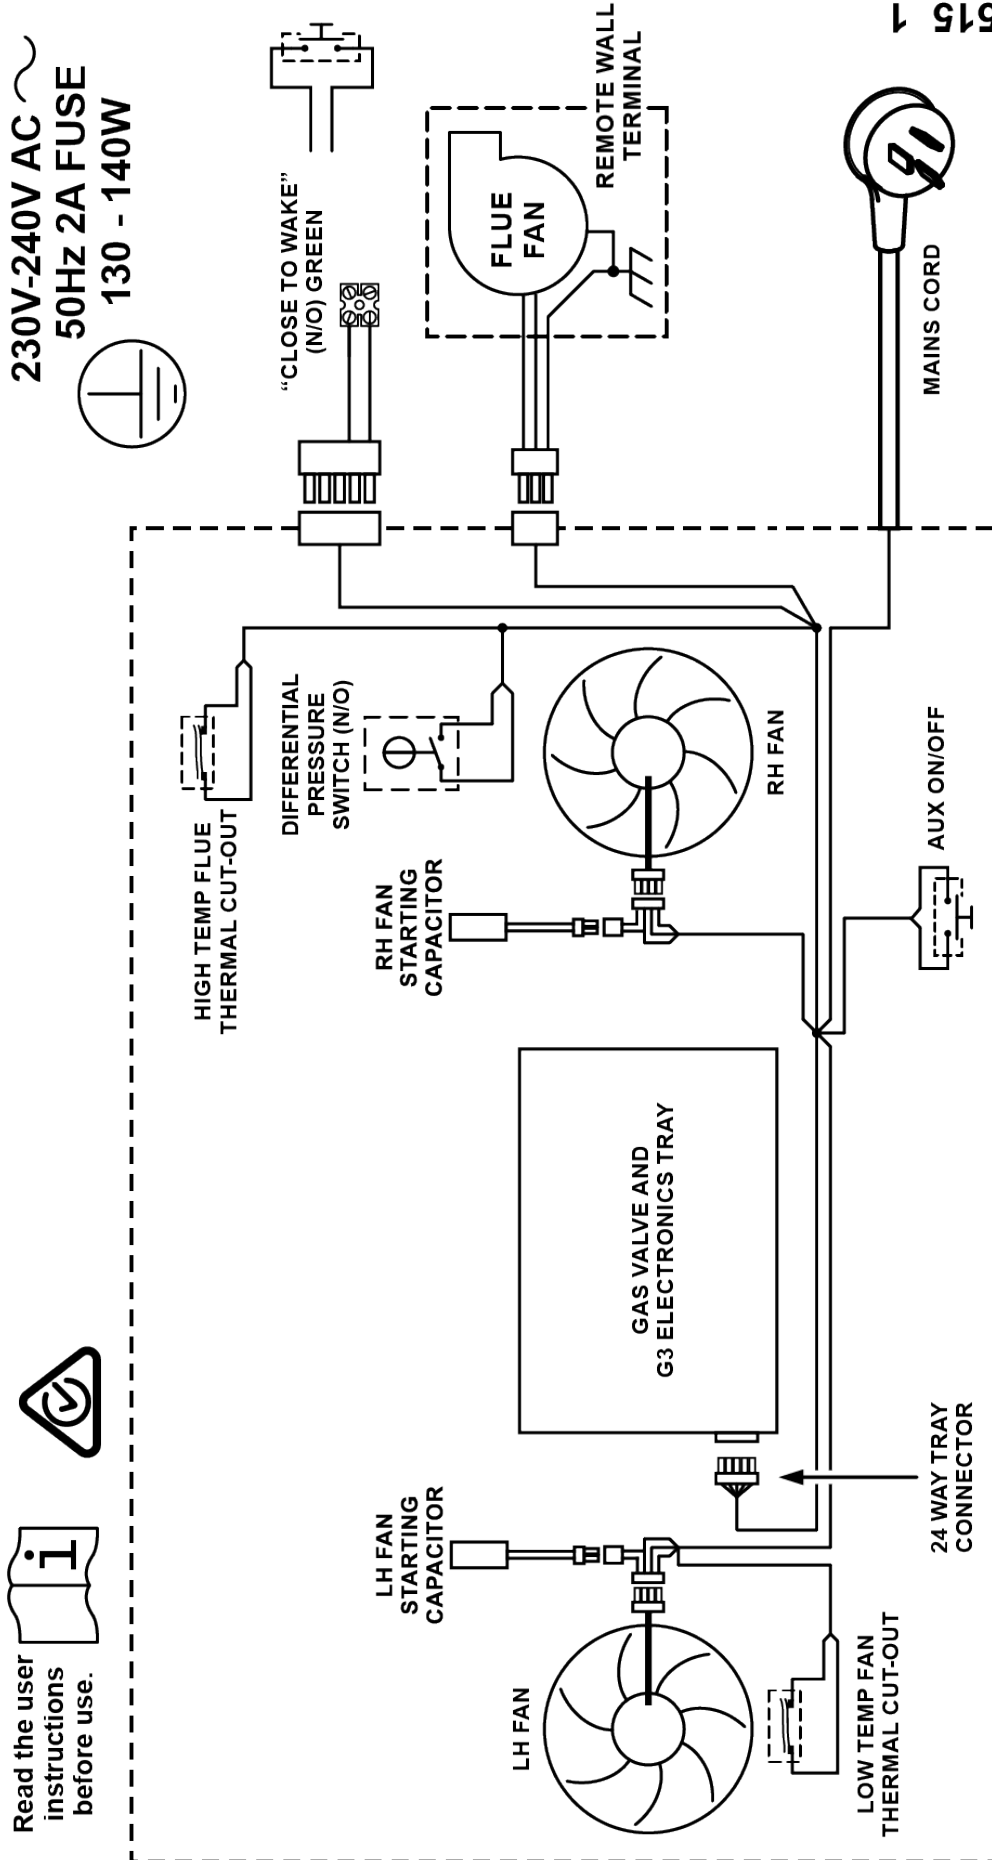 Read the user
instructions
before use.
i
230V-240V AC ~
50Hz 2A FUSE
130 - 140W
HIGH TEMP FLUE
THERMAL CUT-OUT
DIFFERENTIAL
PRESSURE
SWITCH (N/O)
"CLOSE TO WAKE"
(N/O) GREEN
LH FAN
STARTING
CAPACITOR
RH FAN
STARTING
CAPACITOR
FLUE
FAN
REMOTE WALL
TERMINAL
LH FAN
GAS VALVE AND
G3 ELECTRONICS TRAY
RH FAN
LOW TEMP FAN
THERMAL CUT-OUT
24 WAY TRAY
CONNECTOR
AUX ON/OFF
MAINS CORD